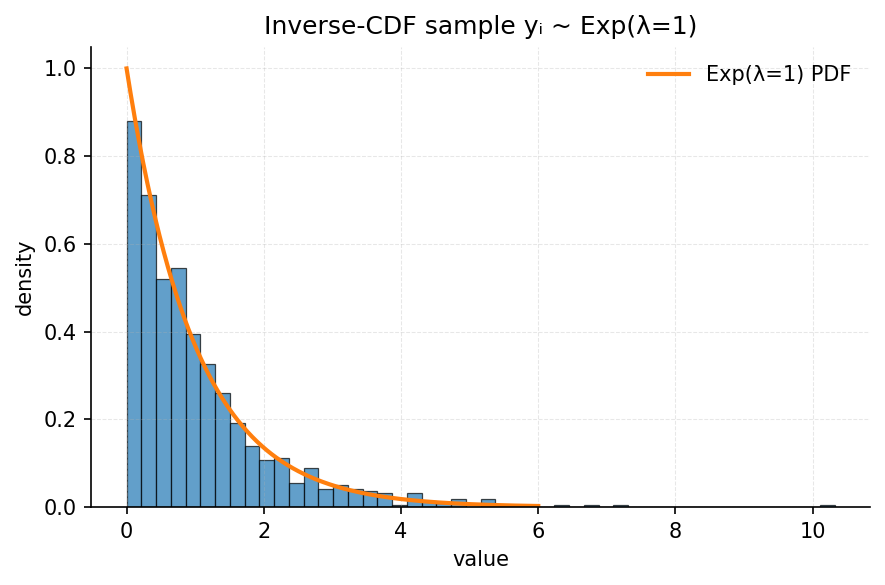 Inverse-CDF sample yᵢ ~ Exp(λ=1)
Exp(λ=1) PDF
density
1.0
0.8
0.6
0.4
0.2
0.0
0 2 4 6 8 10
value